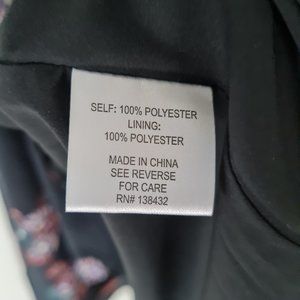 SELF: 100% POLYESTER
LINING:
100% POLYESTER
MADE IN CHINA
SEE REVERSE
FOR CARE
RN# 138432